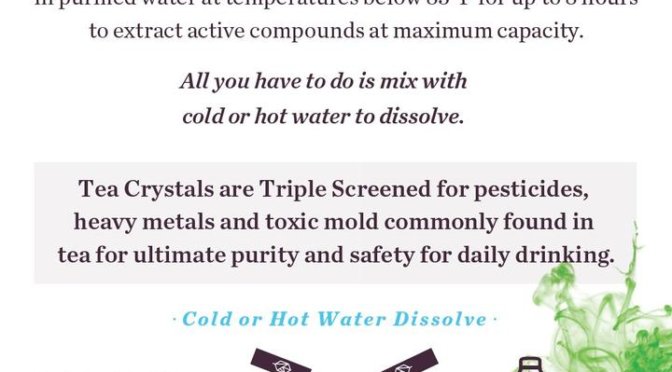 in purified water at temperatures below 85°F for up to 8 hours
to extract active compounds at maximum capacity.
All you have to do is mix with
cold or hot water to dissolve.
Tea Crystals are Triple Screened for pesticides,
heavy metals and toxic mold commonly found in
tea for ultimate purity and safety for daily drinking.
· Cold or Hot Water Dissolve ·